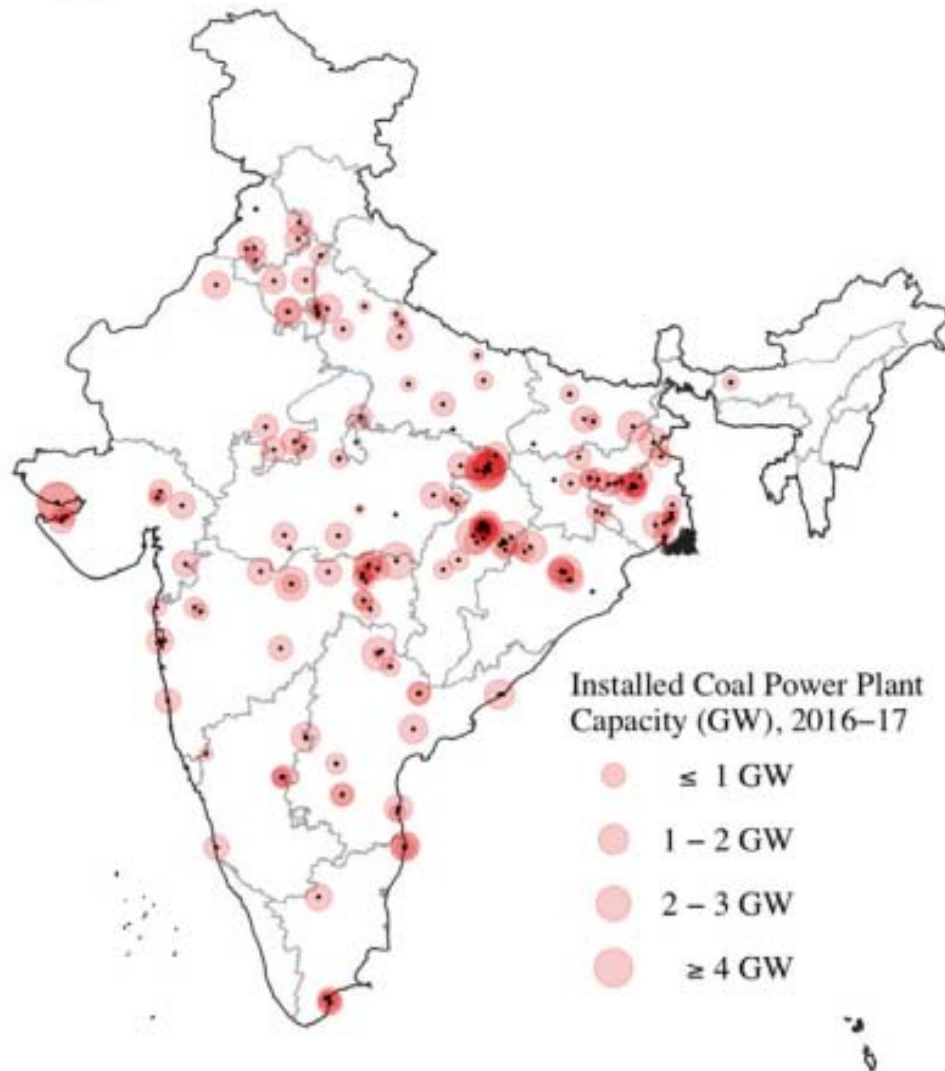 Installed Coal Power Plant
Capacity (GW), 2016–17
≤ 1 GW
1 – 2 GW
2 – 3 GW
≥ 4 GW